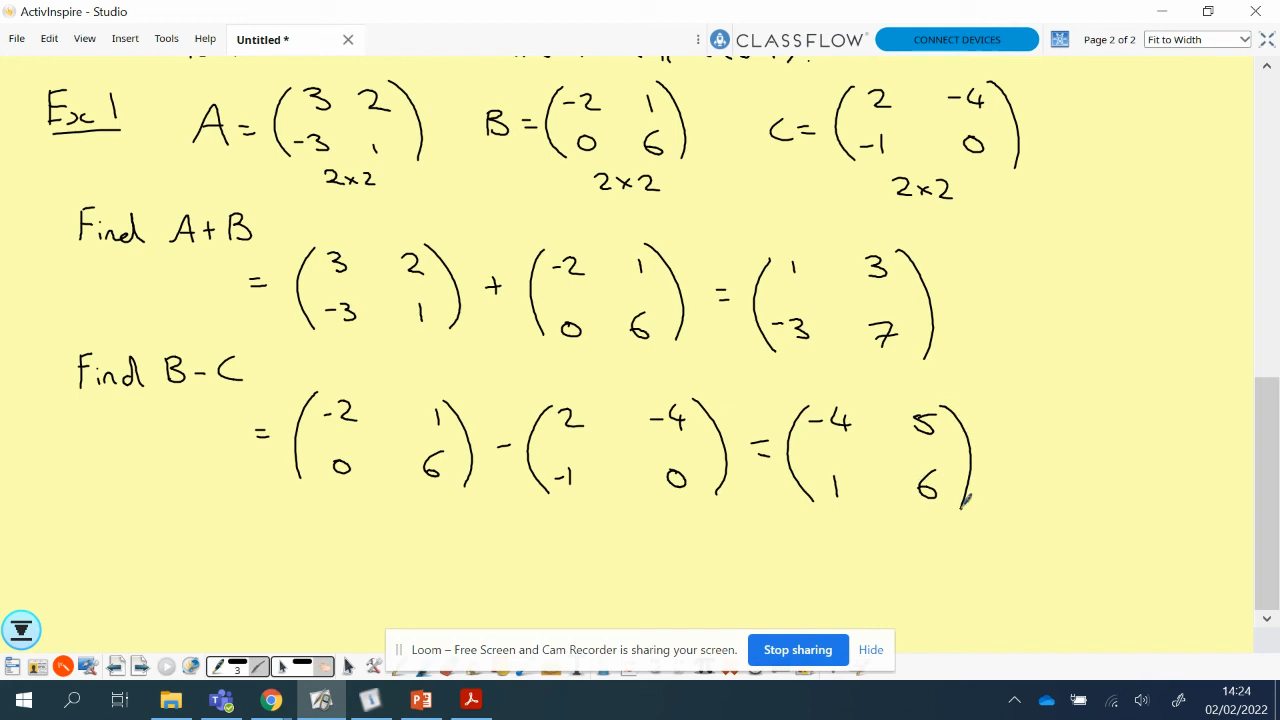 ActivInspire - Studio
File Edit View Insert Tools Help Untitled * CLASSFLOW CONNECT DEVICES Page 2 of 2 Fit to Width
Ex 1 A = (3 2 B = (-2 1 C = (2 -4
-3 1) 0 6) -1 0)
2x2 2x2 2x2
Find A+B
= (3 2 + (-2 1 = (1 3
-3 1) 0 6) -3 7)
Find B-C
= (-2 1 - (2 -4 = (-4 5
0 6) -1 0) 1 6)
Loom – Free Screen and Cam Recorder is sharing your screen. Stop sharing Hide
3
14:24
02/02/2022